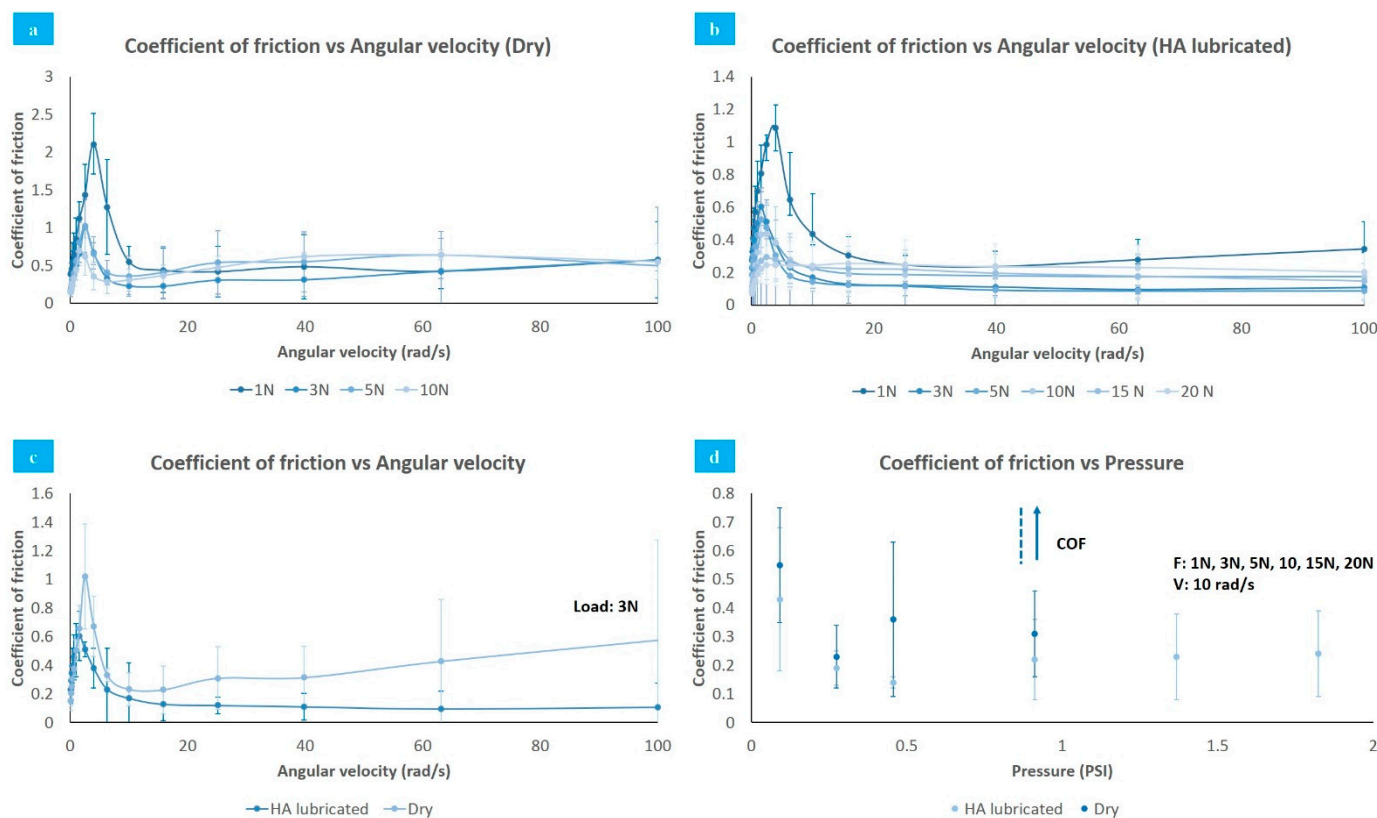 a
Coefficient of friction vs Angular velocity (Dry)
Coefficient of friction
3
2.5
2
1.5
1
0.5
0
0 20 40 60 80 100
Angular velocity (rad/s)
1N 3N 5N 10N
b
Coefficient of friction vs Angular velocity (HA lubricated)
Coefficient of friction
1.4
1.2
1
0.8
0.6
0.4
0.2
0
0 20 40 60 80 100
Angular velocity (rad/s)
1N 3N 5N 10N 15 N 20 N
c
Coefficient of friction vs Angular velocity
Coefficient of friction
1.6
1.4
1.2
1
0.8
0.6
0.4
0.2
0
Load: 3N
0 20 40 60 80 100
Angular velocity (rad/s)
HA lubricated Dry
d
Coefficient of friction vs Pressure
Coefficient of friction
0.8
0.7
0.6
0.5
0.4
0.3
0.2
0.1
0
COF
F: 1N, 3N, 5N, 10, 15N, 20N
V: 10 rad/s
0 0.5 1 1.5 2
Pressure (PSI)
HA lubricated Dry